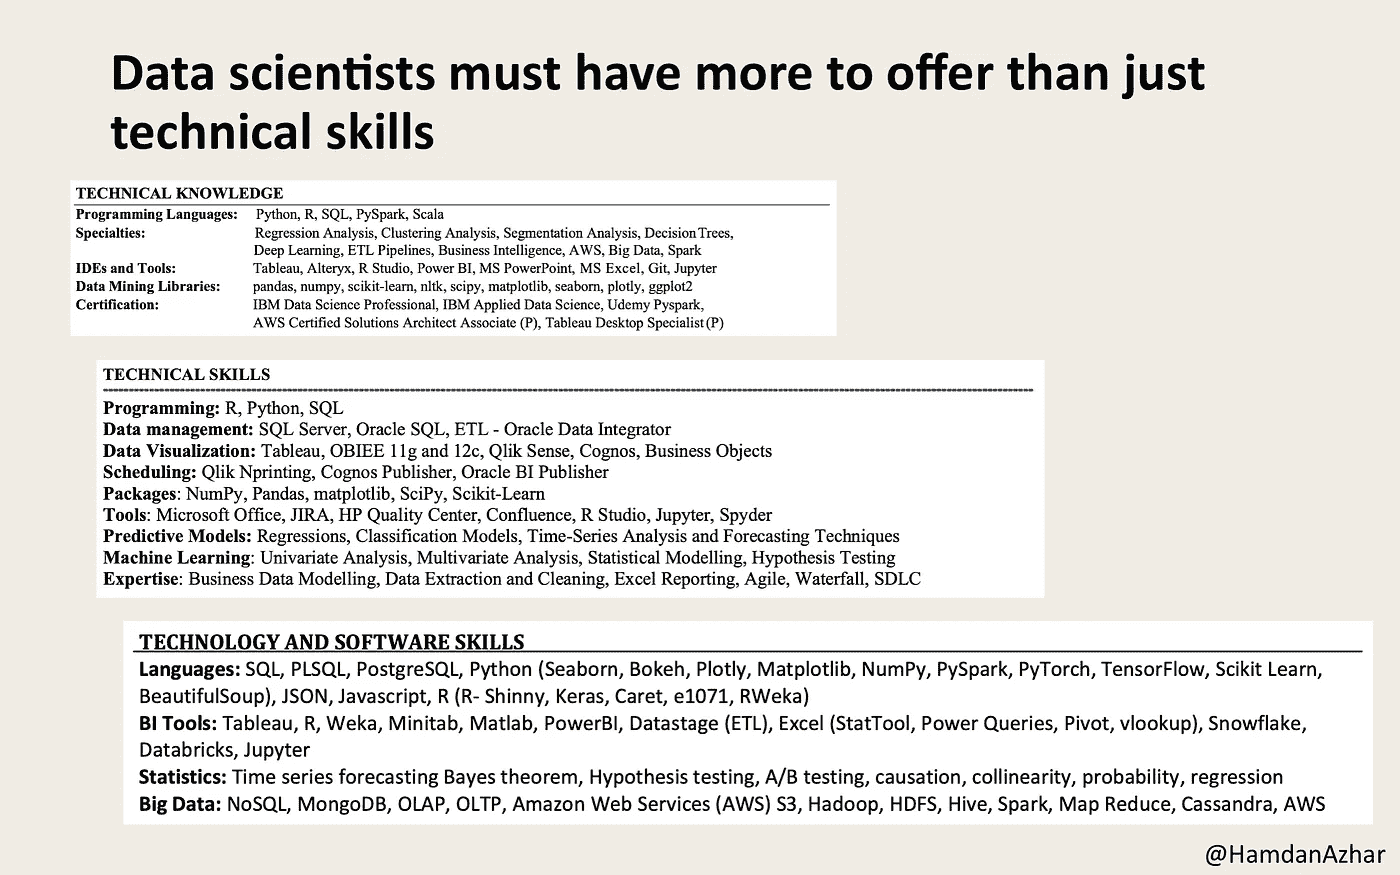 Data scientists must have more to offer than just
technical skills
TECHNICAL KNOWLEDGE
Programming Languages: Python, R, SQL, PySpark, Scala
Specialties: Regression Analysis, Clustering Analysis, Segmentation Analysis, Decision Trees,
Deep Learning, ETL Pipelines, Business Intelligence, AWS, Big Data, Spark
IDEs and Tools: Tableau, Alteryx, R Studio, Power BI, MS PowerPoint, MS Excel, Git, Jupyter
Data Mining Libraries: pandas, numpy, scikit-learn, nltk, scipy, matplotlib, seaborn, plotly, ggplot2
Certification: IBM Data Science Professional, IBM Applied Data Science, Udemy Pyspark,
AWS Certified Solutions Architect Associate (P), Tableau Desktop Specialist (P)
TECHNICAL SKILLS
Programming: R, Python, SQL
Data management: SQL Server, Oracle SQL, ETL - Oracle Data Integrator
Data Visualization: Tableau, OBIEE 11g and 12c, Qlik Sense, Cognos, Business Objects
Scheduling: Qlik Nprinting, Cognos Publisher, Oracle BI Publisher
Packages: NumPy, Pandas, matplotlib, SciPy, Scikit-Learn
Tools: Microsoft Office, JIRA, HP Quality Center, Confluence, R Studio, Jupyter, Spyder
Predictive Models: Regressions, Classification Models, Time-Series Analysis and Forecasting Techniques
Machine Learning: Univariate Analysis, Multivariate Analysis, Statistical Modelling, Hypothesis Testing
Expertise: Business Data Modelling, Data Extraction and Cleaning, Excel Reporting, Agile, Waterfall, SDLC
TECHNOLOGY AND SOFTWARE SKILLS
Languages: SQL, PLSQL, PostgreSQL, Python (Seaborn, Bokeh, Plotly, Matplotlib, NumPy, PySpark, PyTorch, TensorFlow, Scikit Learn,
BeautifulSoup), JSON, Javascript, R (R- Shinny, Keras, Caret, e1071, RWeka)
BI Tools: Tableau, R, Weka, Minitab, Matlab, PowerBI, Datastage (ETL), Excel (StatTool, Power Queries, Pivot, vlookup), Snowflake,
Databricks, Jupyter
Statistics: Time series forecasting Bayes theorem, Hypothesis testing, A/B testing, causation, collinearity, probability, regression
Big Data: NoSQL, MongoDB, OLAP, OLTP, Amazon Web Services (AWS) S3, Hadoop, HDFS, Hive, Spark, Map Reduce, Cassandra, AWS
@HamdanAzhar